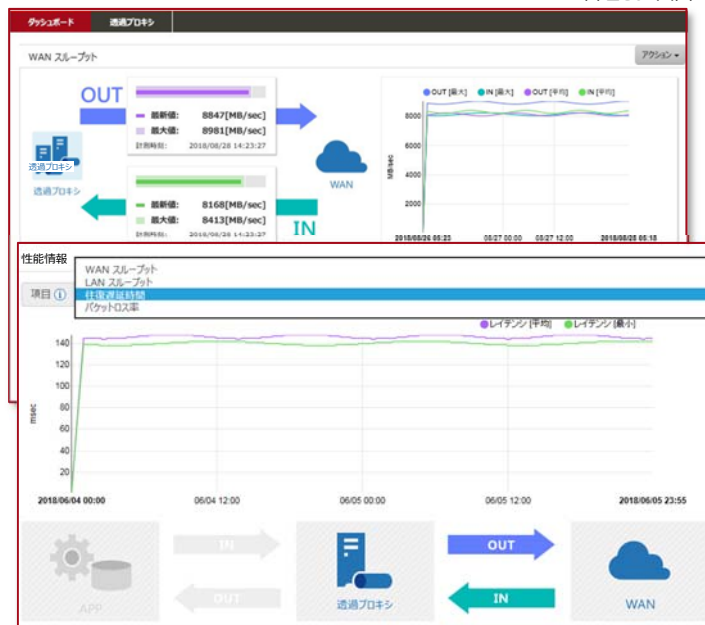 ダッシュボード 透過プロキシ
WAN スループット アクション
OUT
最新値: 8847[MB/sec]
最大値: 8981[MB/sec]
計測時刻: 2018/08/28 14:23:27
透過プロキシ
透過プロキシ
WAN
最新値: 8168[MB/sec]
最大値: 8413[MB/sec]
計測時刻: 2018/08/28 14:23:27
IN
OUT [最大] IN [最大] OUT [平均] IN [平均]
8000
6000
4000
2000
MB/sec
2018/08/26 05:23 08/27 00:00 08/27 12:00 2018/08/28 05:18
性能情報
WAN スループット
LAN スループット
項目 往復遅延時間
パケットロス率
レイテンシ [平均] レイテンシ [最小]
140
120
100
80
60
40
20
msec
2018/06/04 00:00 06/04 12:00 06/05 00:00 06/05 12:00 2018/06/05 23:55
IN OUT
OUT IN
APP 透過プロキシ WAN